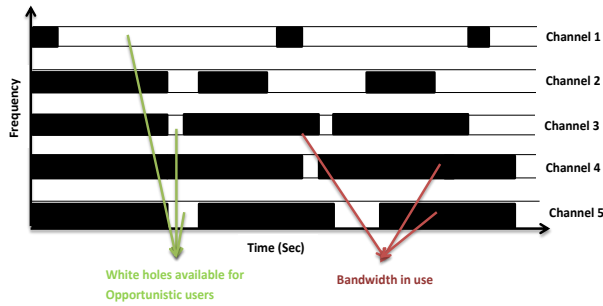 Channel 1
Channel 2
Channel 3
Channel 4
Channel 5
Frequency
Time (Sec)
White holes available for
Opportunistic users
Bandwidth in use